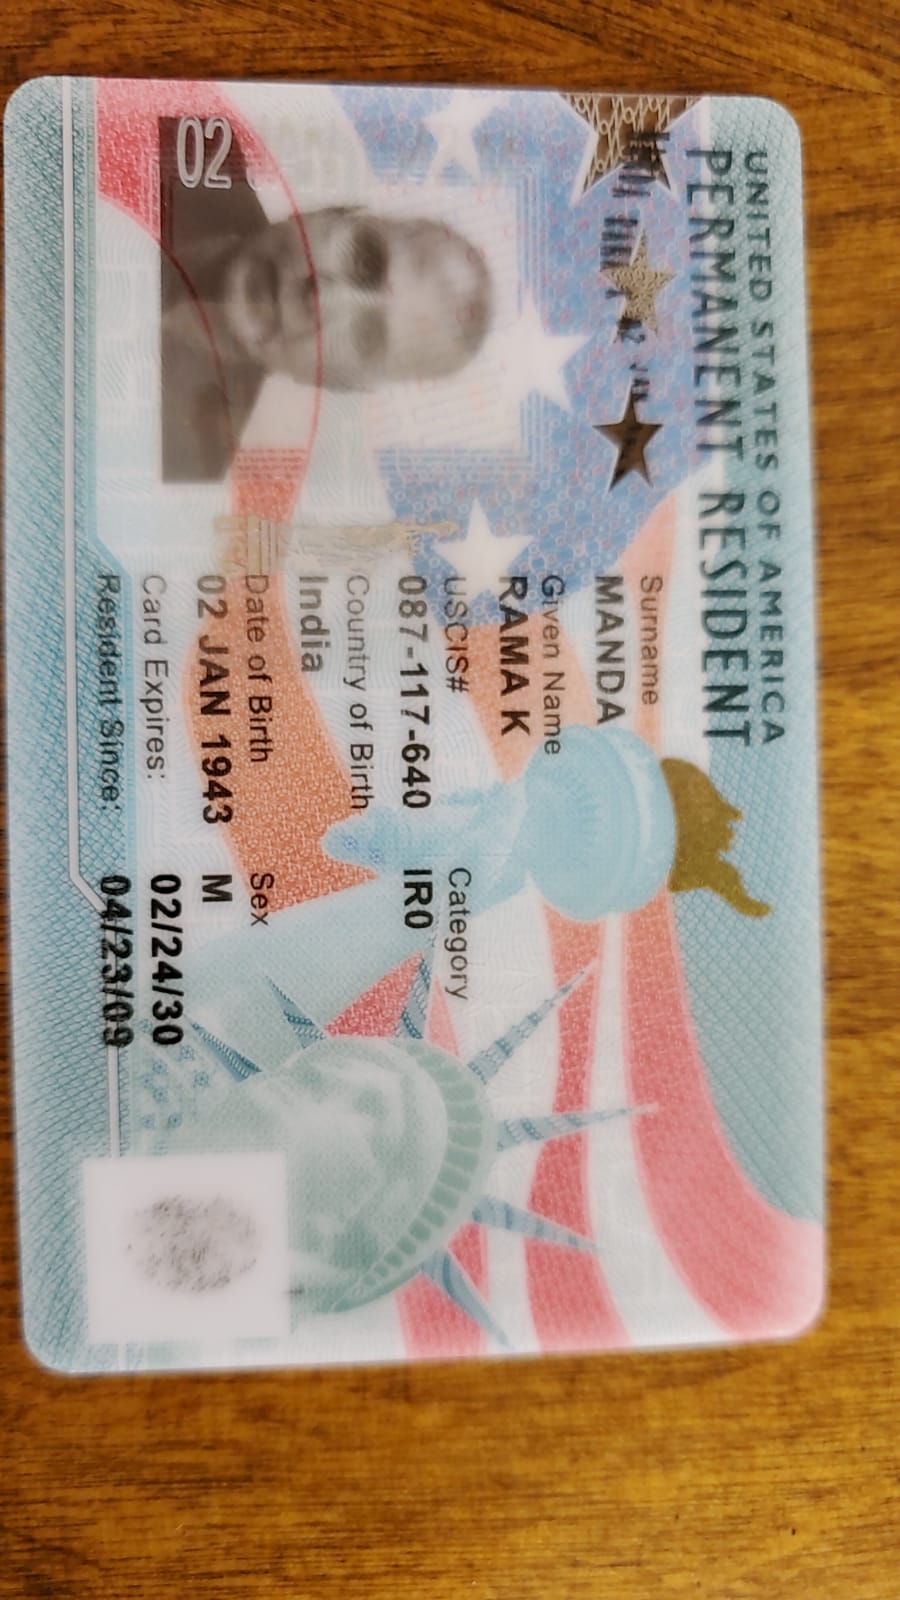 UNITED STATES OF AMERICA
PERMANENT RESIDENT
Surname
MANDA
Given Name
RAMA K
USCIS# Category
087-117-640 IR0
Country of Birth
India
Date of Birth Sex
02 JAN 1943 M
Card Expires: 02/24/30
Resident Since: 04/23/09
02